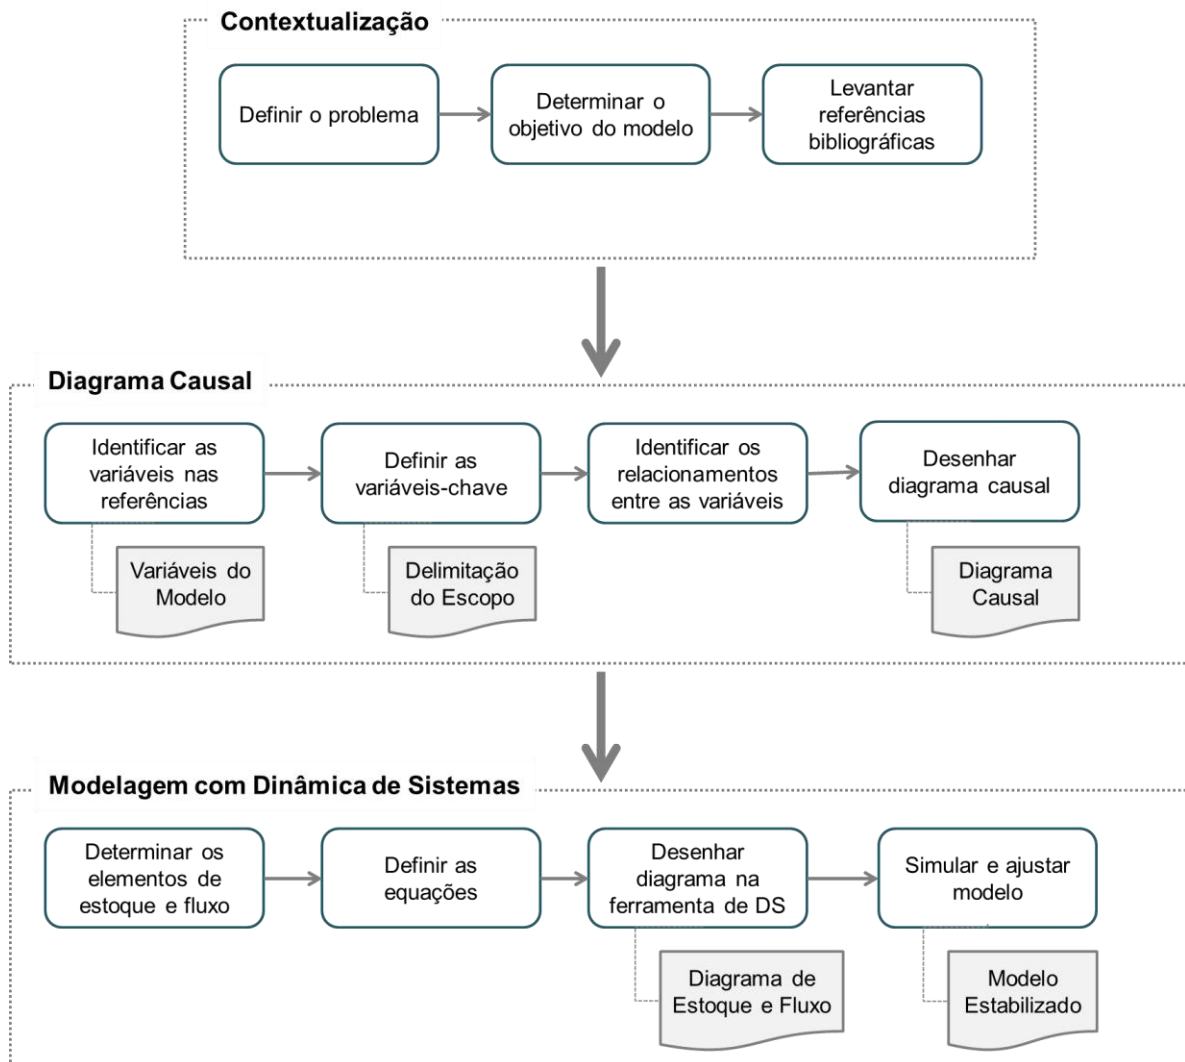 Contextualização
Definir o problema
Determinar o
objetivo do modelo
Levantar
referências
bibliográficas
Diagrama Causal
Identificar as
variáveis nas
referências
Definir as
variáveis-chave
Identificar os
relacionamentos
entre as variáveis
Desenhar
diagrama causal
Variáveis do
Modelo
Delimitação
do Escopo
Diagrama
Causal
Modelagem com Dinâmica de Sistemas
Determinar os
elementos de
estoque e fluxo
Definir as
equações
Desenhar
diagrama na
ferramenta de DS
Simular e ajustar
modelo
Diagrama de
Estoque e Fluxo
Modelo
Estabilizado